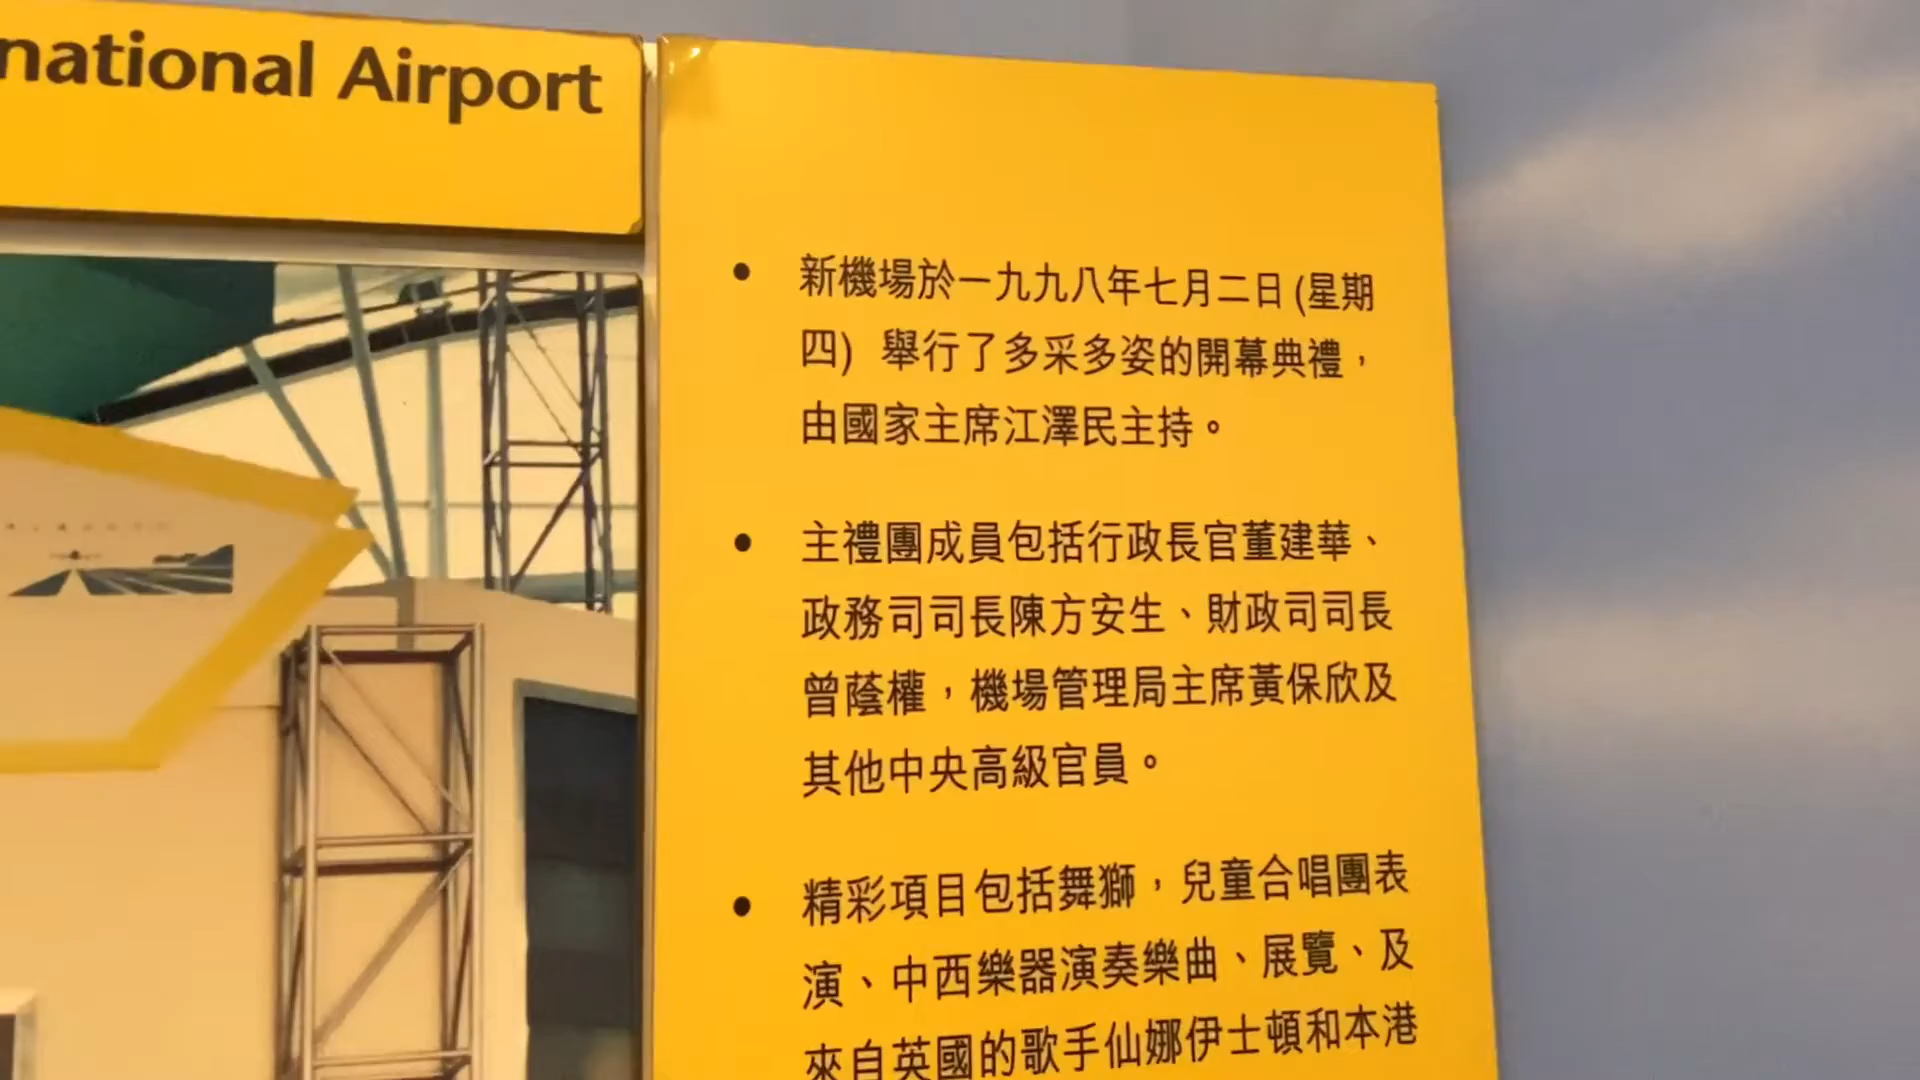 national Airport
新機場於一九九八年七月二日 (星期
四) 舉行了多采多姿的開幕典禮，
由國家主席江澤民主持。
主禮團成員包括行政長官董建華、
政務司司長陳方安生、財政司司長
曾蔭權，機場管理局主席黃保欣及
其他中央高級官員。
精彩項目包括舞獅，兒童合唱團表
演、中西樂器演奏樂曲、展覽、及
來自英國的歌手仙娜伊士頓和本港